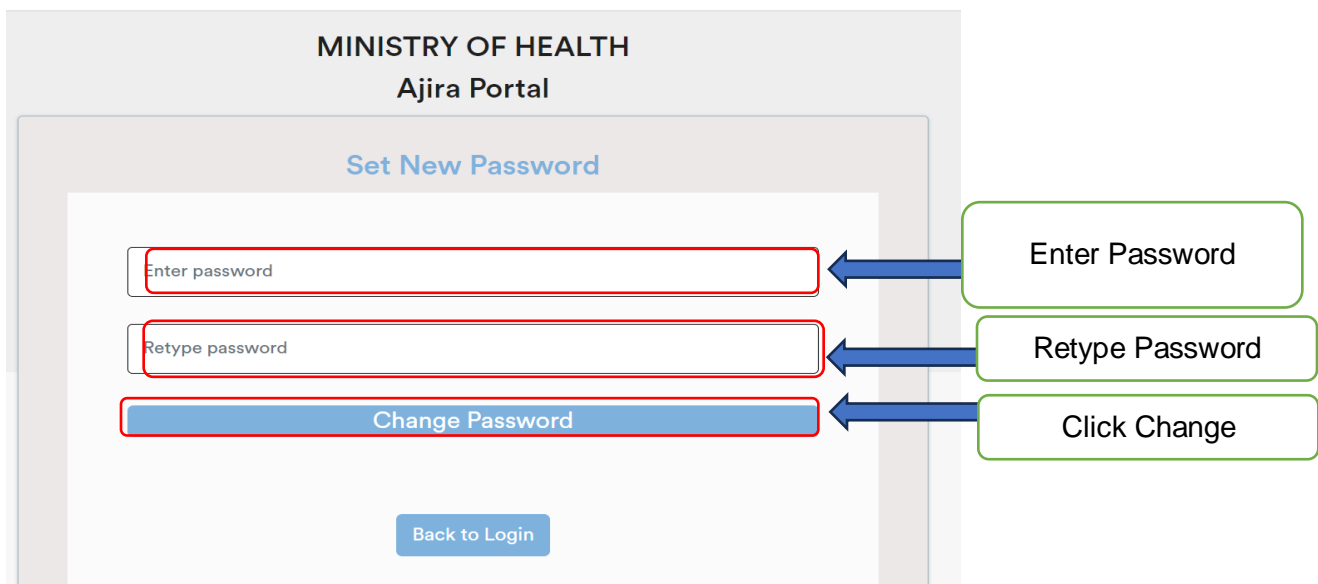 MINISTRY OF HEALTH
Ajira Portal
Set New Password
Enter password
Enter Password
Retype password
Retype Password
Change Password
Click Change
Back to Login